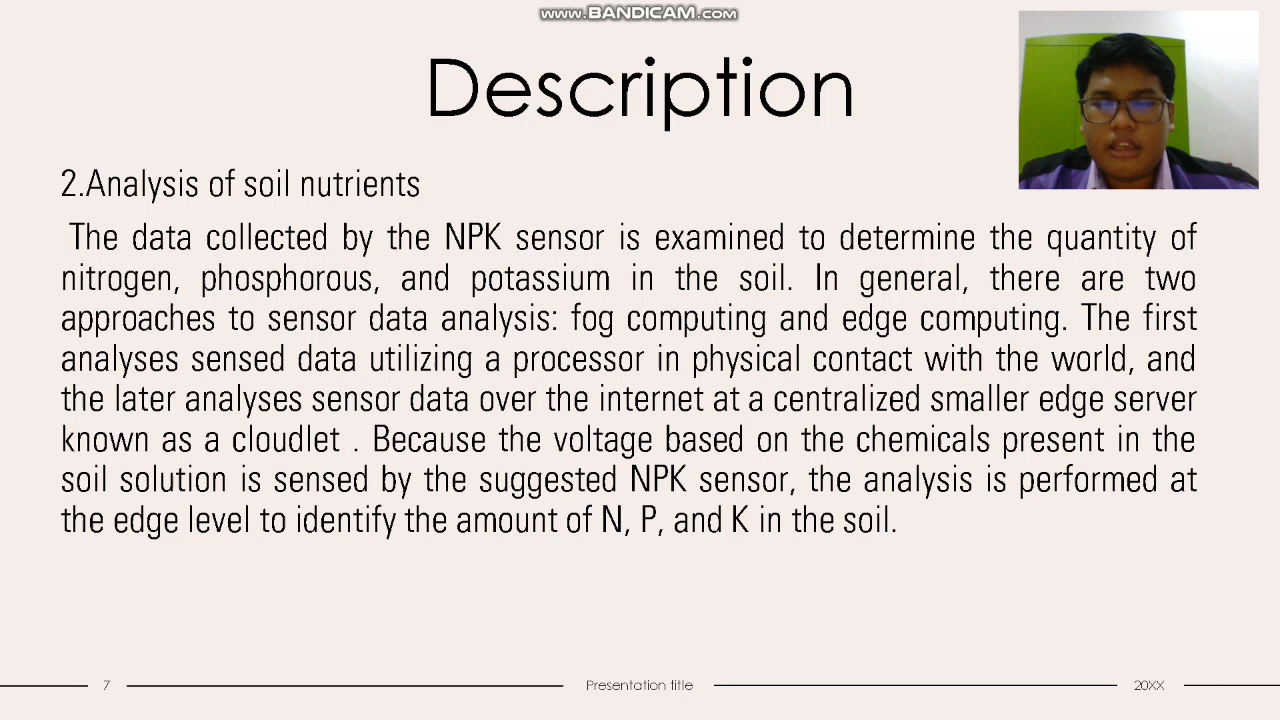 www.BANDICAM.com
Description
2.Analysis of soil nutrients
The data collected by the NPK sensor is examined to determine the quantity of
nitrogen, phosphorous, and potassium in the soil. In general, there are two
approaches to sensor data analysis: fog computing and edge computing. The first
analyses sensed data utilizing a processor in physical contact with the world, and
the later analyses sensor data over the internet at a centralized smaller edge server
known as a cloudlet . Because the voltage based on the chemicals present in the
soil solution is sensed by the suggested NPK sensor, the analysis is performed at
the edge level to identify the amount of N, P, and K in the soil.
7
Presentation title
20XX